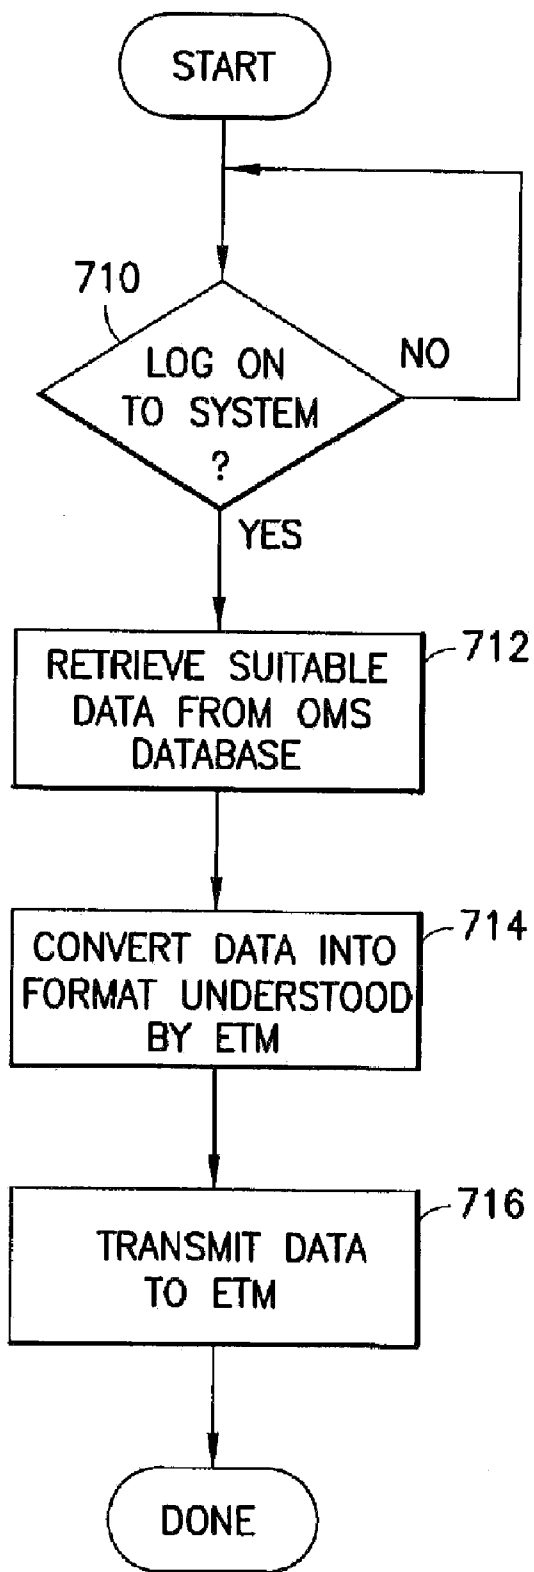 START
710
LOG ON
TO SYSTEM
?
NO
YES
712
RETRIEVE SUITABLE
DATA FROM OMS
DATABASE
714
CONVERT DATA INTO
FORMAT UNDERSTOOD
BY ETM
716
TRANSMIT DATA
TO ETM
DONE